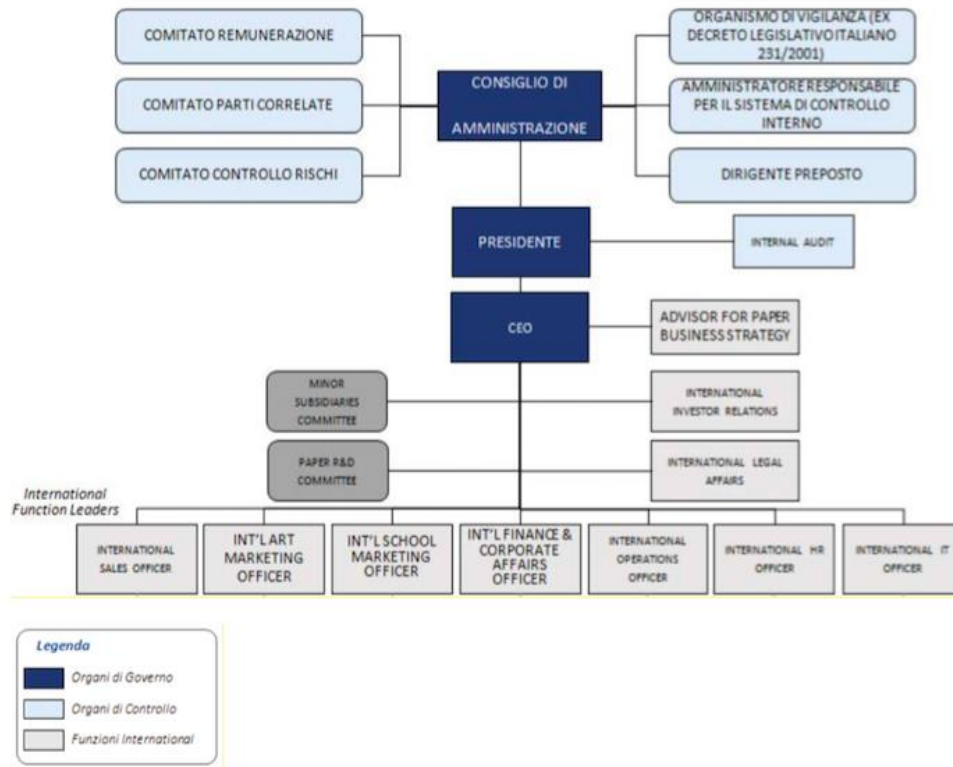 COMITATO REMUNERAZIONE
COMITATO PARTI CORRELATE
COMITATO CONTROLLO RISCHI
CONSIGLIO DI
AMMINISTRAZIONE
ORGANISMO DI VIGILANZA (EX
DECRETO LEGISLATIVO ITALIANO
231/2001)
AMMINISTRATORE RESPONSABILE
PER IL SISTEMA DI CONTROLLO
INTERNO
DIRIGENTE PREPOSTO
PRESIDENTE
INTERNAL AUDIT
CEO
ADVISOR FOR PAPER
BUSINESS STRATEGY
MINOR
SUBSIDIARIES
COMMITTEE
INTERNATIONAL
INVESTOR RELATIONS
PAPER R&D
COMMITTEE
INTERNATIONAL LEGAL
AFFAIRS
International
Function Leaders
INTERNATIONAL
SALES OFFICER
INT'L ART
MARKETING
OFFICER
INT'L SCHOOL
MARKETING
OFFICER
INT'L FINANCE &
CORPORATE
AFFAIRS
OFFICER
INTERNATIONAL
OPERATIONS
OFFICER
INTERNATIONAL HR
OFFICER
INTERNATIONAL IT
OFFICER
Legenda
Organi di Governo
Organi di Controllo
Funzioni International